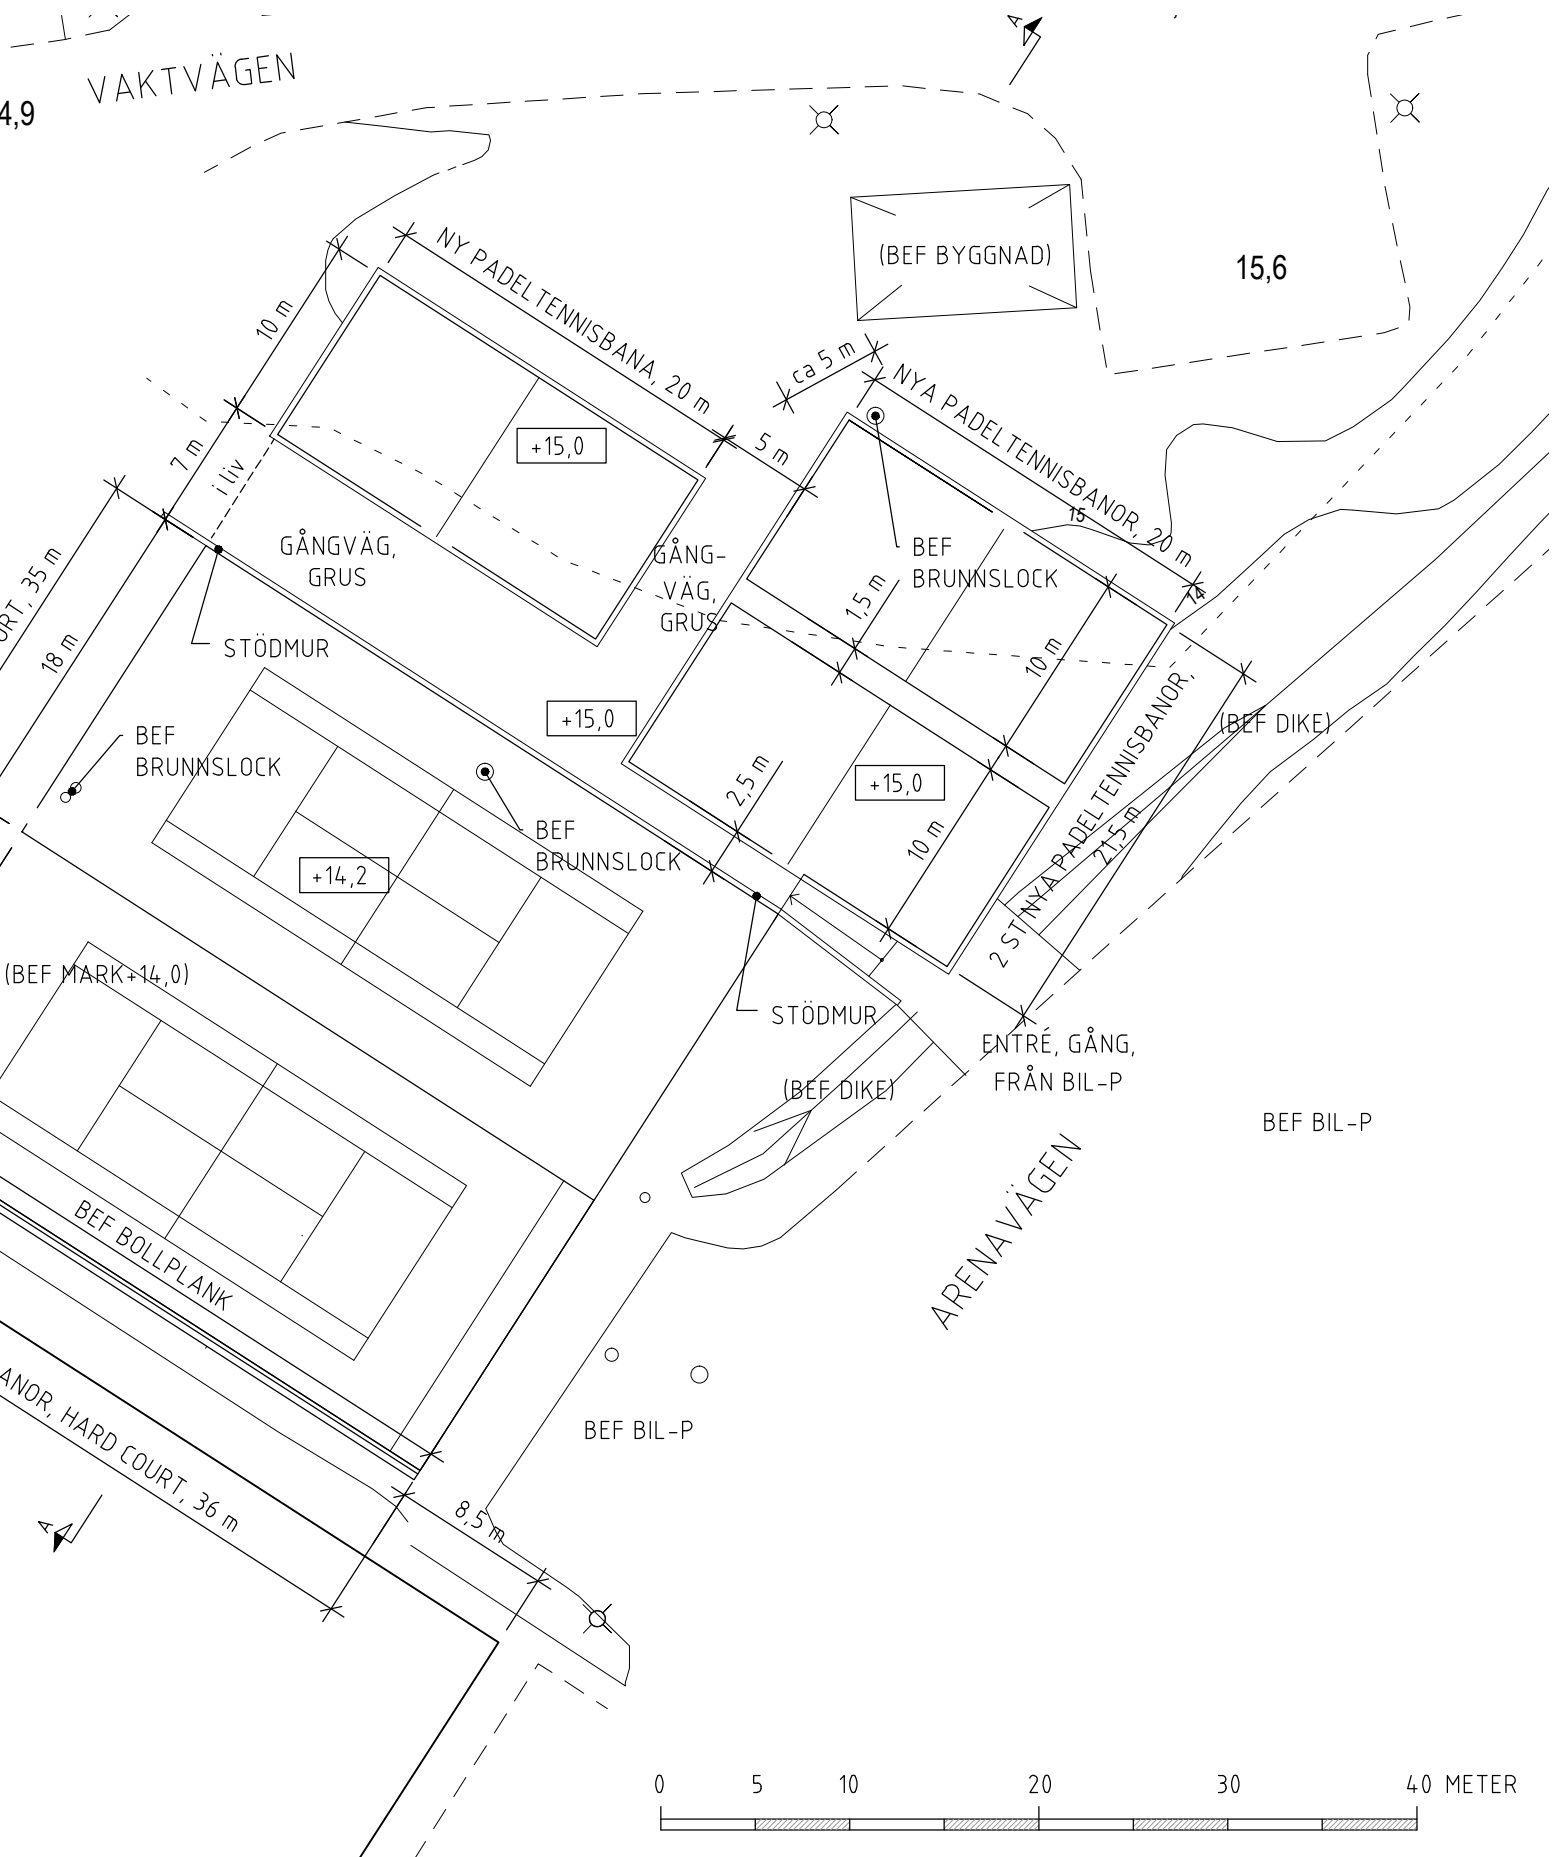 A
VAKTVÄGEN
4,9
(BEF BYGGNAD)
15,6
NY PADELTENNISBANA, 20 m
10 m
ca 5 m
NYA PADELTENNISBANOR, 20 m
5 m
+15,0
7 m
i liv
15
GÅNGVÄG,
GRUS
GÅNG-
VÄG,
GRUS
BEF
BRUNNSLOCK
1,5 m
14
ORT, 35 m
18 m
STÖDMUR
10 m
+15,0
(BEF DIKE)
BEF
BRUNNSLOCK
2,5 m
+15,0
2 ST NYA PADELTENNISBANOR,
21,5 m
BEF
BRUNNSLOCK
10 m
+14,2
(BEF MARK+14,0)
STÖDMUR
ENTRÉ, GÅNG,
FRÅN BIL-P
(BEF DIKE)
BEF BIL-P
ARENAVÄGEN
BEF BOLLPLANK
BEF BIL-P
ANOR, HARD COURT, 36 m
8,5 m
A
0 5 10 20 30 40 METER